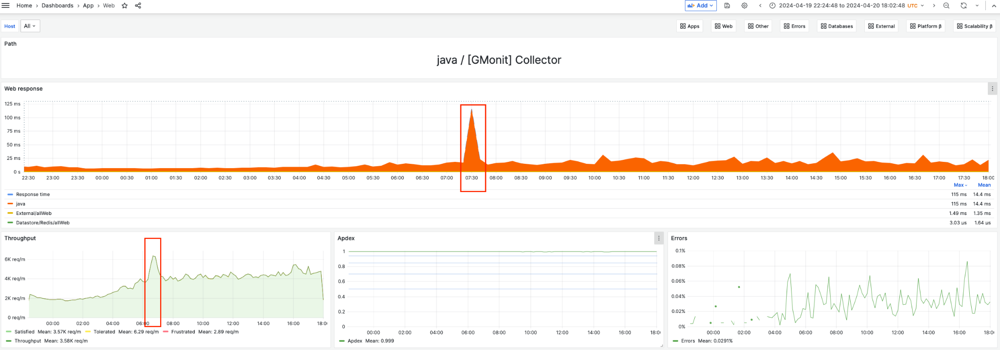 Home > Dashboards > App > Web
Add
2024-04-19 22:24:48 to 2024-04-20 18:02:48 UTC
Host All
Apps Web Other Errors Databases External Platform β Scalability β
Path
java / [GMonit] Collector
Web response
125 ms
100 ms
75 ms
50 ms
25 ms
0 s
22:30 23:00 23:30 00:00 00:30 01:00 01:30 02:00 02:30 03:00 03:30 04:00 04:30 05:00 05:30 06:00 06:30 07:00 07:30 08:00 08:30 09:00 09:30 10:00 10:30 11:00 11:30 12:00 12:30 13:00 13:30 14:00 14:30 15:00 15:30 16:00 16:30 17:00 17:30 18:00
Max Mean
Response time 115 ms 14.4 ms
java 115 ms 14.4 ms
External/allWeb 1.49 ms 1.35 ms
Datastore/Redis/allWeb 3.03 µs 1.64 µs
Throughput
6K req/m
4K req/m
2K req/m
0 req/m
00:00 02:00 04:00 06:00 08:00 10:00 12:00 14:00 16:00 18:0
Satisfied Mean: 3.57K req/m Tolerated Mean: 6.29 req/m Frustrated Mean: 2.89 req/m
Throughput Mean: 3.58K req/m
Apdex
1
0.8
0.6
0.4
0.2
0
00:00 02:00 04:00 06:00 08:00 10:00 12:00 14:00 16:00 18:0
Apdex Mean: 0.999
Errors
0.1%
0.08%
0.06%
0.04%
0.02%
0%
00:00 02:00 04:00 06:00 08:00 10:00 12:00 14:00 16:00 18:0
Errors Mean: 0.0291%